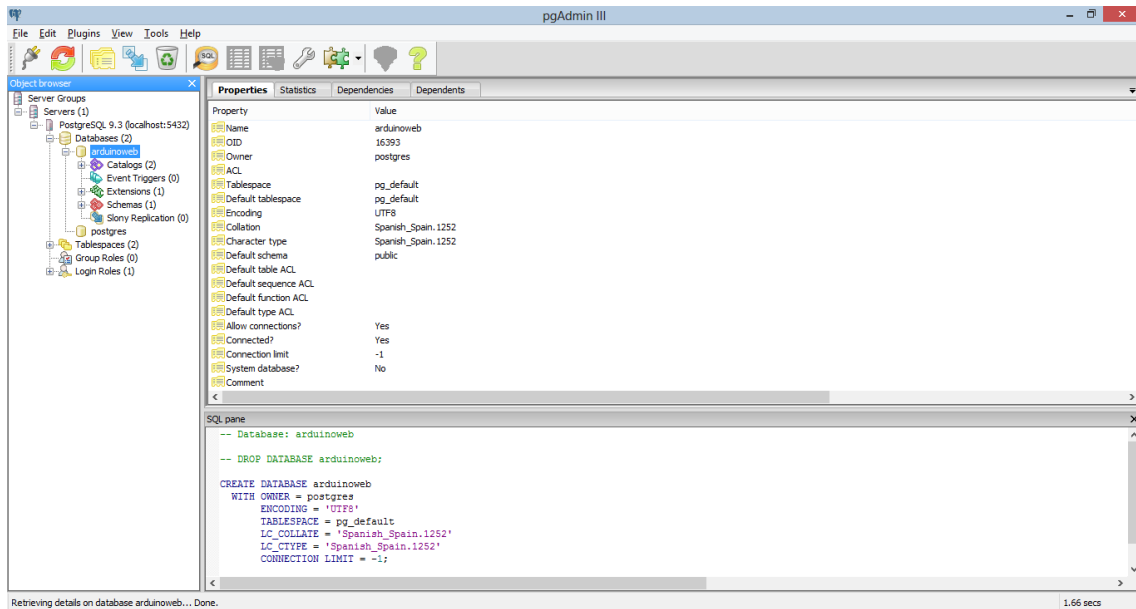 pgAdmin III
File Edit Plugins View Tools Help
SQL
Object browser
Server Groups
Servers (1)
PostgreSQL 9.3 (localhost:5432)
Databases (2)
arduinoweb
Catalogs (2)
Event Triggers (0)
Extensions (1)
Schemas (1)
Slony Replication (0)
postgres
Tablespaces (2)
Group Roles (0)
Login Roles (1)
Properties Statistics Dependencies Dependents
Property Value
Name arduinoweb
OID 16393
Owner postgres
ACL
Tablespace pg_default
Default tablespace pg_default
Encoding UTF8
Collation Spanish_Spain.1252
Character type Spanish_Spain.1252
Default schema public
Default table ACL
Default sequence ACL
Default function ACL
Default type ACL
Allow connections? Yes
Connected? Yes
Connection limit -1
System database? No
Comment
SQL pane
-- Database: arduinoweb
-- DROP DATABASE arduinoweb;
CREATE DATABASE arduinoweb
WITH OWNER = postgres
ENCODING = 'UTF8'
TABLESPACE = pg_default
LC_COLLATE = 'Spanish_Spain.1252'
LC_CTYPE = 'Spanish_Spain.1252'
CONNECTION LIMIT = -1;
Retrieving details on database arduinoweb... Done. 1.66 secs